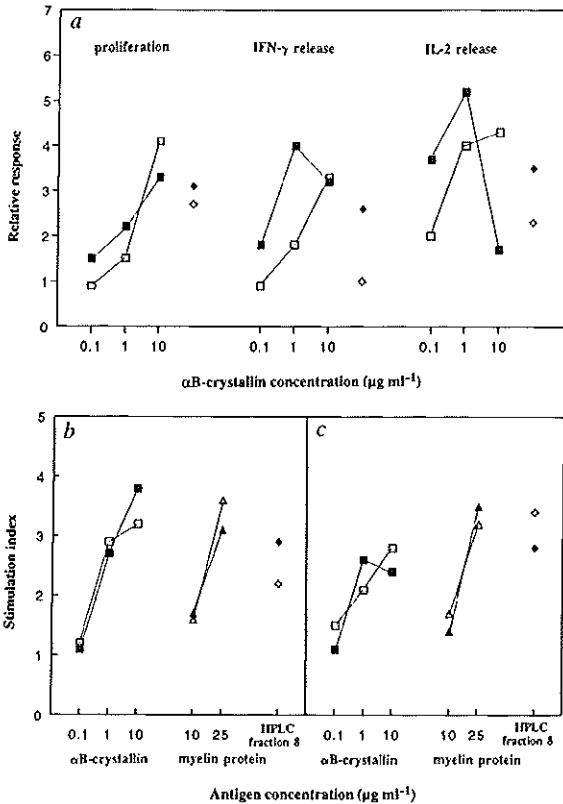 a
proliferation IFN-γ release IL-2 release
7
6
5
4
3
2
1
0
Relative response
0.1 1 10 0.1 1 10 0.1 1 10
αB-crystallin concentration (µg ml⁻¹)
b c
5
4
3
2
1
0
Stimulation index
0.1 1 10 10 25 HPLC fraction 8 0.1 1 10 10 25 HPLC fraction 8
αB-crystallin myelin protein αB-crystallin myelin protein
Antigen concentration (µg ml⁻¹)